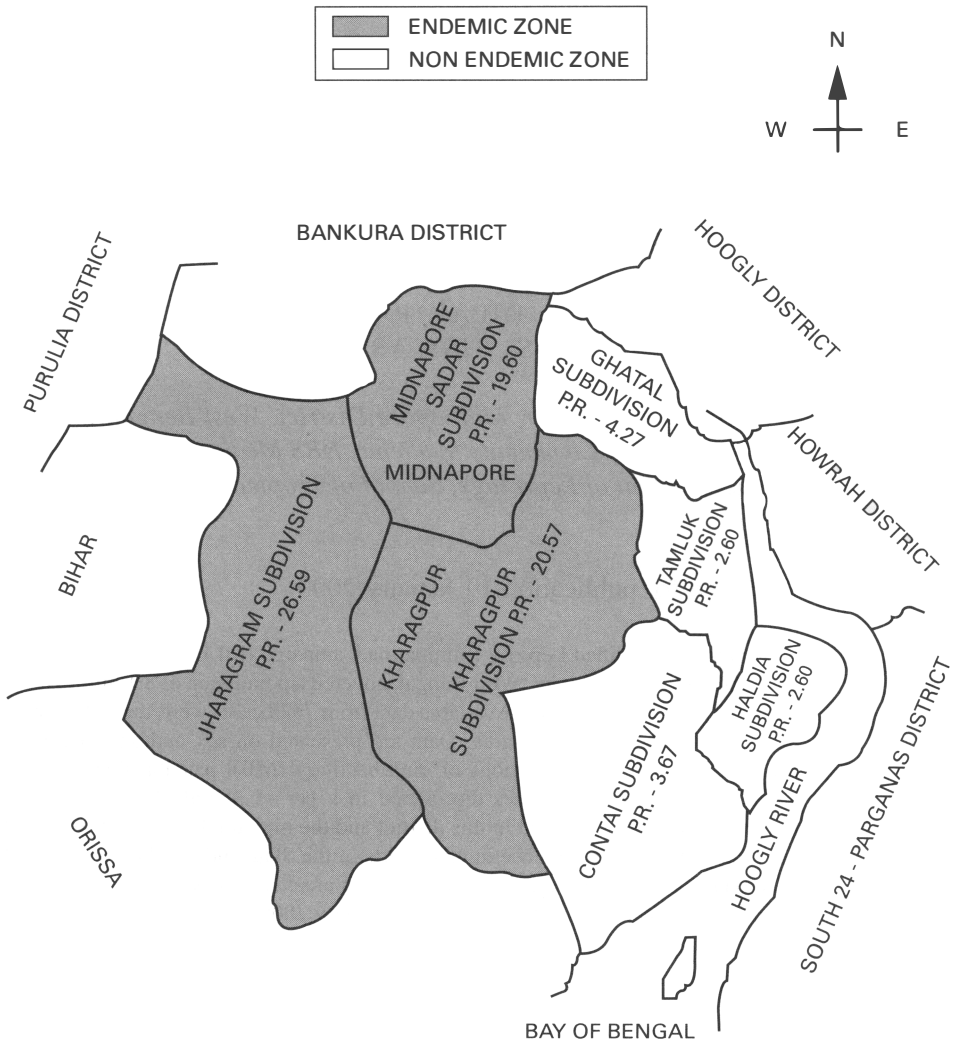 ENDEMIC ZONE
NON ENDEMIC ZONE
N
W
E
BANKURA DISTRICT
HOOGLY DISTRICT
PURULIA DISTRICT
MIDNAPORE
SADAR
SUBDIVISION
P.R. - 19.60
MIDNAPORE
GHATAL
SUBDIVISION
P.R. - 4.27
HOWRAH DISTRICT
BIHAR
JHARAGRAM SUBDIVISION
P.R. - 26.59
KHARAGPUR
KHARAGPUR
SUBDIVISION P.R. - 20.57
TAMLUK
SUBDIVISION
P.R. - 2.60
HALDIA
SUBDIVISION
P.R. - 2.60
CONTAI SUBDIVISION
P.R. - 3.67
HOOGLY RIVER
SOUTH 24 - PARGANAS DISTRICT
ORISSA
BAY OF BENGAL